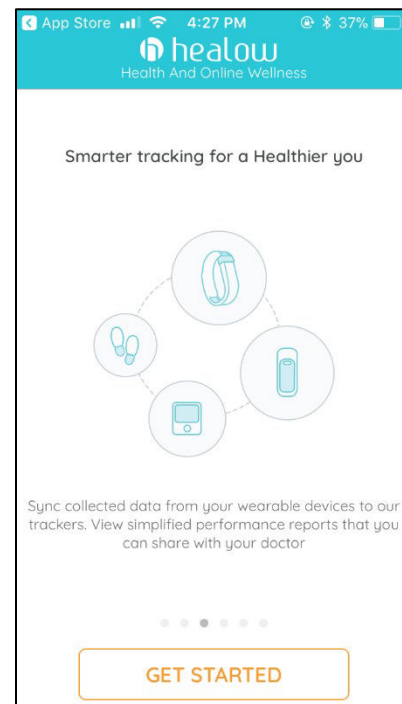 App Store 4:27 PM 37%
healow
Health And Online Wellness
Smarter tracking for a Healthier you
Sync collected data from your wearable devices to our
trackers. View simplified performance reports that you
can share with your doctor
GET STARTED